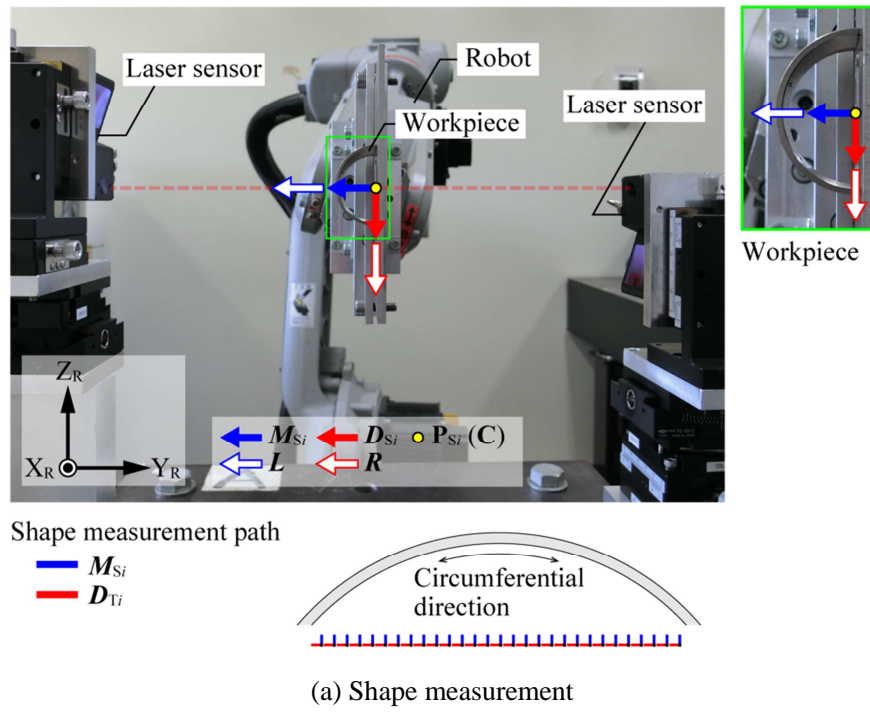 Laser sensor
Robot
Workpiece
Laser sensor
Workpiece
Z_R
X_R
Y_R
M_Si D_Si P_Si (C)
L R
Shape measurement path
M_Si
D_Ti
Circumferential
direction
(a) Shape measurement